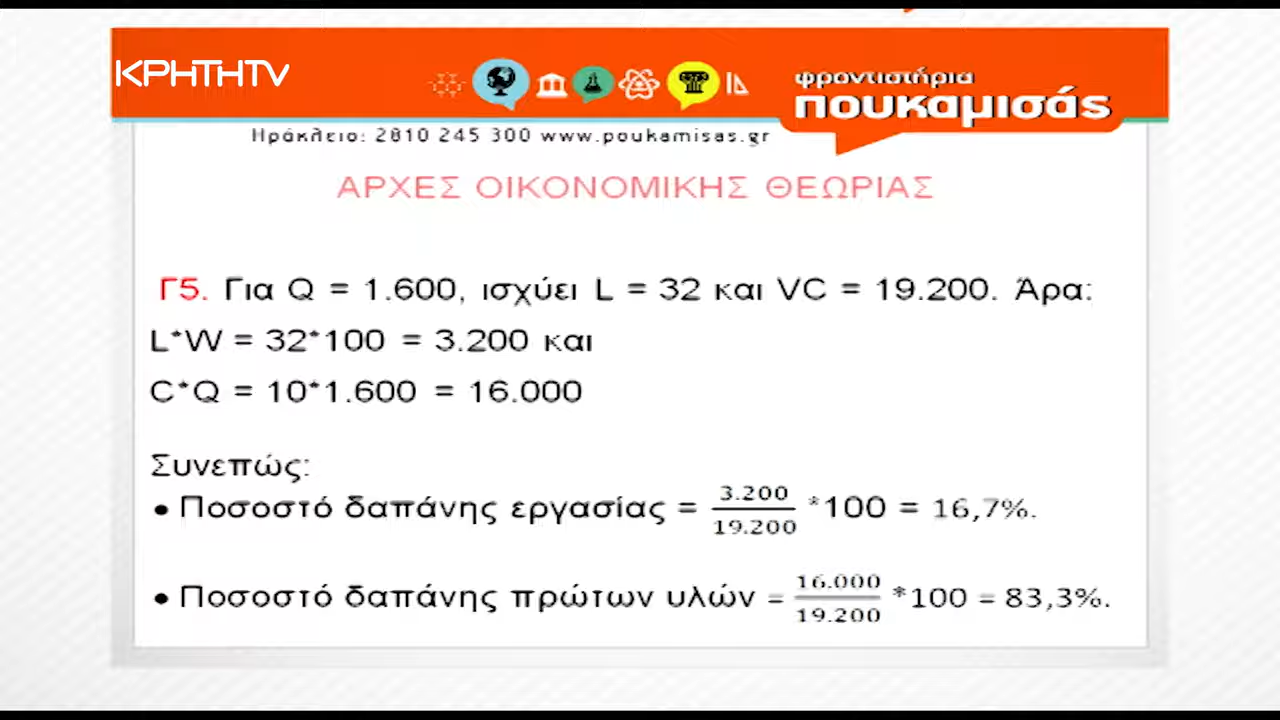 ΚΡΗΤΗTV
φροντιστήρια
πουκαμισάς
Ηράκλειο: 2810 245 300 www.poukamisas.gr
ΑΡΧΕΣ ΟΙΚΟΝΟΜΙΚΗΣ ΘΕΩΡΙΑΣ
Γ5. Για Q = 1.600, ισχύει L = 32 και VC = 19.200. Άρα:
L*W = 32*100 = 3.200 και
C*Q = 10*1.600 = 16.000
Συνεπώς:
• Ποσοστό δαπάνης εργασίας = 3.200/19.200 *100 = 16,7%.
• Ποσοστό δαπάνης πρώτων υλών = 16.000/19.200 *100 = 83,3%.